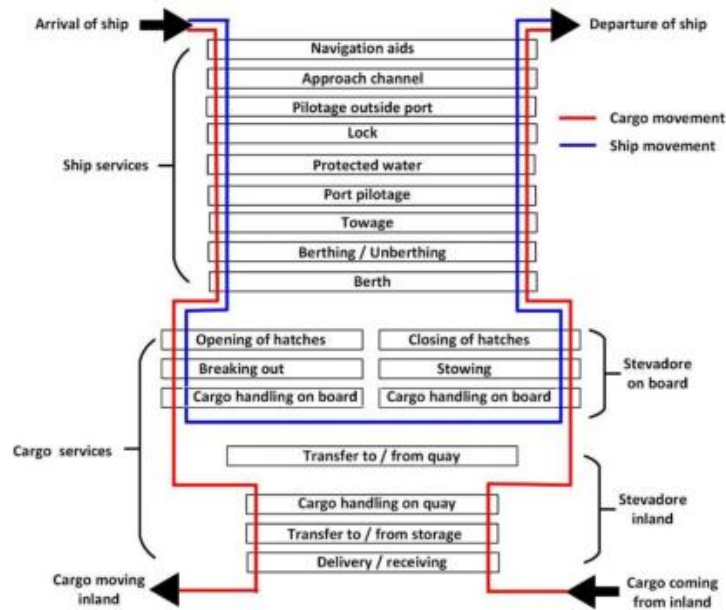 Arrival of ship
Departure of ship
Navigation aids
Approach channel
Pilotage outside port
Lock
Protected water
Port pilotage
Towage
Berthing / Unberthing
Berth
Ship services
Cargo movement
Ship movement
Opening of hatches
Closing of hatches
Breaking out
Stowing
Cargo handling on board
Cargo handling on board
Stevadore
on board
Cargo services
Transfer to / from quay
Cargo handling on quay
Transfer to / from storage
Delivery / receiving
Stevadore
inland
Cargo moving
inland
Cargo coming
from inland